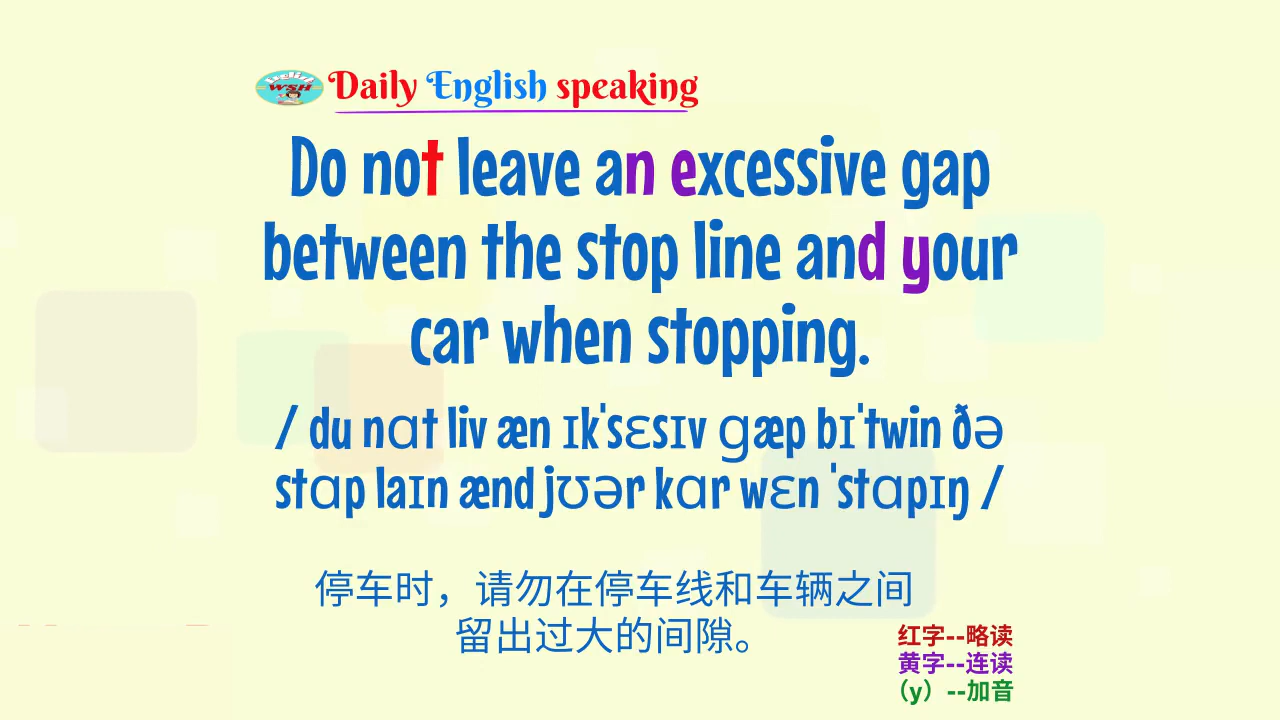 WSH
Daily English speaking
Do not leave an excessive gap
between the stop line and your
car when stopping.
/ du nɑt liv æn ɪkˈsɛsɪv ɡæp bɪˈtwin ðə
stɑp laɪn ænd jʊər kɑr wɛn ˈstɑpɪŋ /
停车时，请勿在停车线和车辆之间
留出过大的间隙。
红字--略读
黄字--连读
（y）--加音